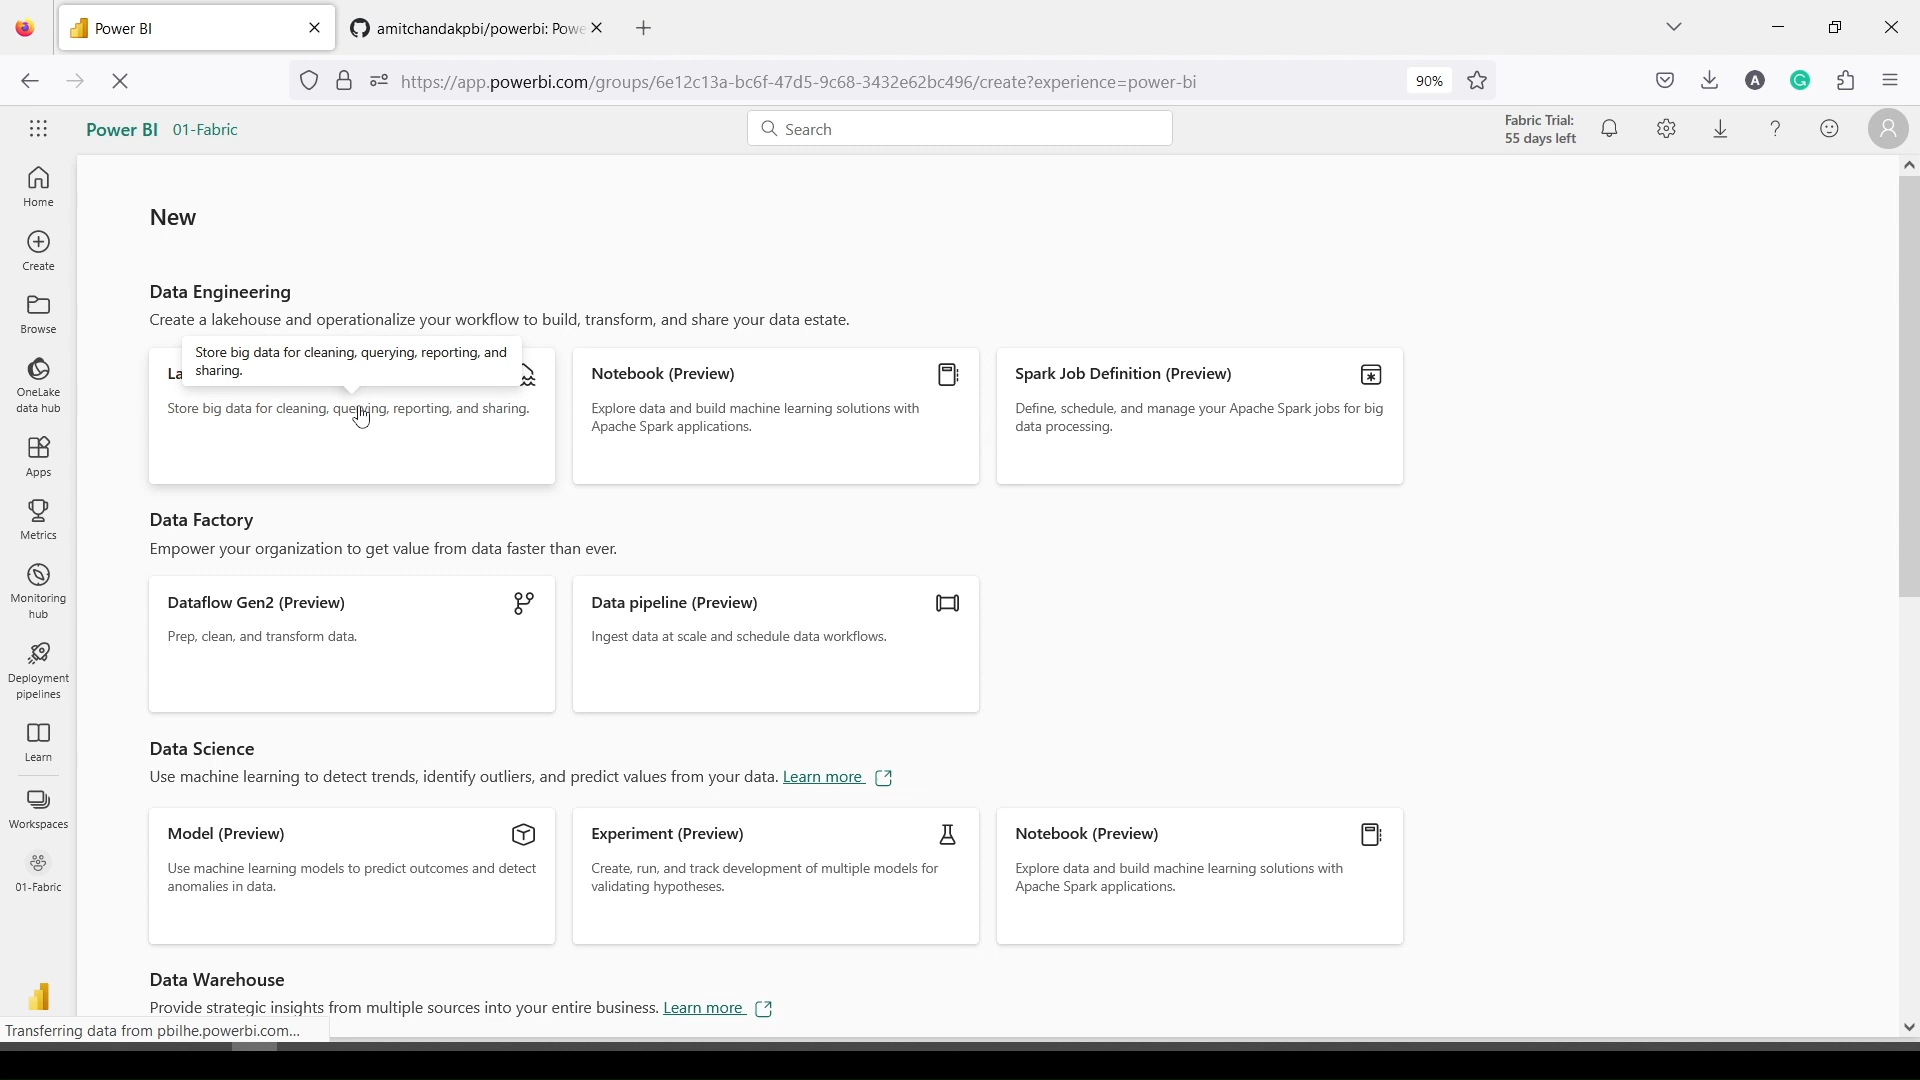 Power BI
amitchandakpbi/powerbi: Powe
https://app.powerbi.com/groups/6e12c13a-bc6f-47d5-9c68-3432e62bc496/create?experience=power-bi
90%
A
G
Power BI 01-Fabric
Search
Fabric Trial:
55 days left
?
Home
Create
Browse
OneLake
data hub
Apps
Metrics
Monitoring
hub
Deployment
pipelines
Learn
Workspaces
01-Fabric
New
Data Engineering
Create a lakehouse and operationalize your workflow to build, transform, and share your data estate.
Store big data for cleaning, querying, reporting, and
sharing.
La
Store big data for cleaning, querying, reporting, and sharing.
Notebook (Preview)
Explore data and build machine learning solutions with
Apache Spark applications.
Spark Job Definition (Preview)
Define, schedule, and manage your Apache Spark jobs for big
data processing.
Data Factory
Empower your organization to get value from data faster than ever.
Dataflow Gen2 (Preview)
Prep, clean, and transform data.
Data pipeline (Preview)
Ingest data at scale and schedule data workflows.
Data Science
Use machine learning to detect trends, identify outliers, and predict values from your data. Learn more
Model (Preview)
Use machine learning models to predict outcomes and detect
anomalies in data.
Experiment (Preview)
Create, run, and track development of multiple models for
validating hypotheses.
Notebook (Preview)
Explore data and build machine learning solutions with
Apache Spark applications.
Data Warehouse
Provide strategic insights from multiple sources into your entire business. Learn more
Transferring data from pbilhe.powerbi.com...